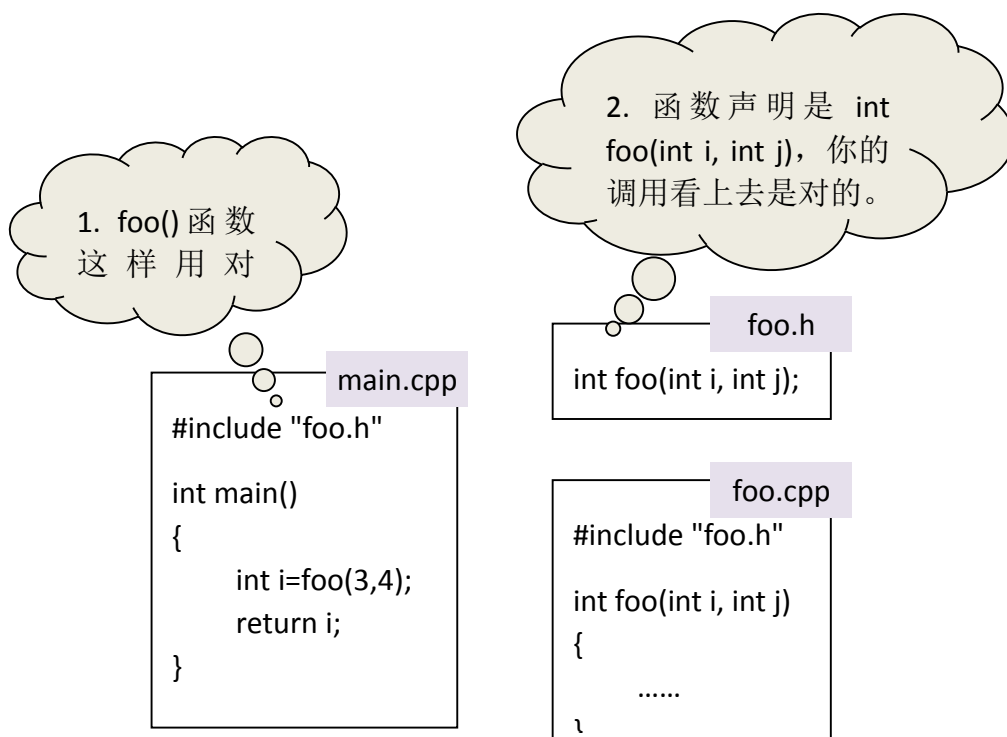 1. foo()函数
这样用对
2. 函数声明是 int
foo(int i, int j)，你的
调用看上去是对的。
main.cpp
#include "foo.h"
int main()
{
int i=foo(3,4);
return i;
}
foo.h
int foo(int i, int j);
foo.cpp
#include "foo.h"
int foo(int i, int j)
{
……
}